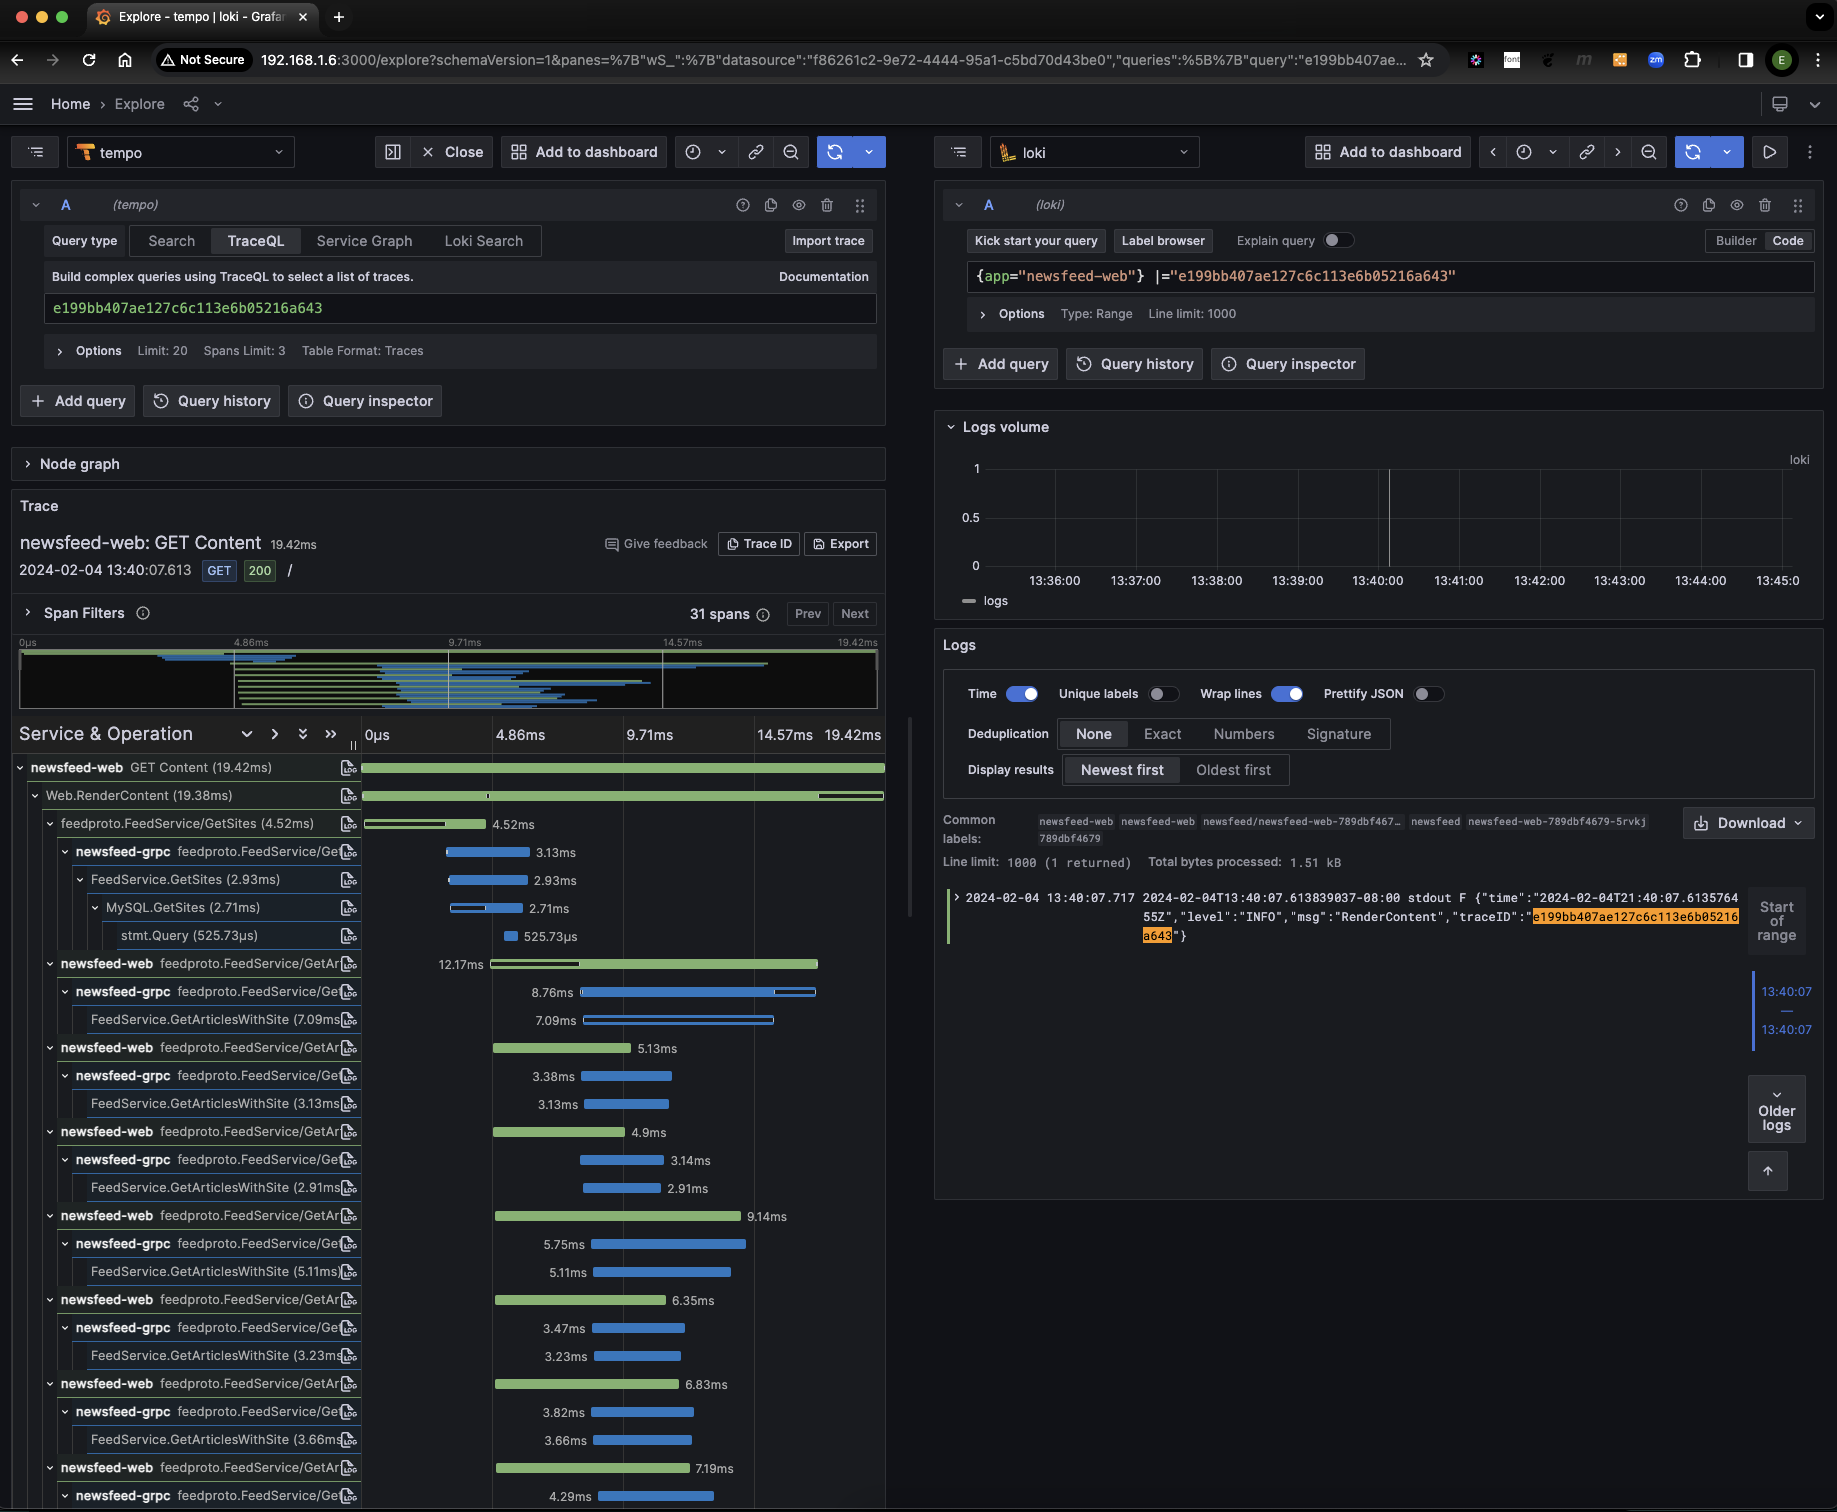 Explore - tempo | loki - Grafan
Not Secure 192.168.1.6:3000/explore?schemaVersion=1&panes=%7B"wS_":%7B"datasource":"f86261c2-9e72-4444-95a1-c5bd70d43be0","queries":%5B%7B"query":"e199bb407ae...
font
m
zm
E
Home › Explore
tempo
Close
Add to dashboard
A (tempo)
Query type Search TraceQL Service Graph Loki Search Import trace
Build complex queries using TraceQL to select a list of traces. Documentation
e199bb407ae127c6c113e6b05216a643
Options Limit: 20 Spans Limit: 3 Table Format: Traces
+ Add query Query history Query inspector
Node graph
Trace
newsfeed-web: GET Content 19.42ms
Give feedback Trace ID Export
2024-02-04 13:40:07.613 GET 200 /
Span Filters 31 spans Prev Next
0μs 4.86ms 9.71ms 14.57ms 19.42ms
Service & Operation 0μs 4.86ms 9.71ms 14.57ms 19.42ms
newsfeed-web GET Content (19.42ms)
Web.RenderContent (19.38ms)
feedproto.FeedService/GetSites (4.52ms) 4.52ms
newsfeed-grpc feedproto.FeedService/Get 3.13ms
FeedService.GetSites (2.93ms) 2.93ms
MySQL.GetSites (2.71ms) 2.71ms
stmt.Query (525.73μs) 525.73μs
newsfeed-web feedproto.FeedService/GetAr 12.17ms
newsfeed-grpc feedproto.FeedService/Get 8.76ms
FeedService.GetArticlesWithSite (7.09ms 7.09ms
newsfeed-web feedproto.FeedService/GetAr 5.13ms
newsfeed-grpc feedproto.FeedService/Get 3.38ms
FeedService.GetArticlesWithSite (3.13ms 3.13ms
newsfeed-web feedproto.FeedService/GetAr 4.9ms
newsfeed-grpc feedproto.FeedService/Get 3.14ms
FeedService.GetArticlesWithSite (2.91ms 2.91ms
newsfeed-web feedproto.FeedService/GetAr 9.14ms
newsfeed-grpc feedproto.FeedService/Get 5.75ms
FeedService.GetArticlesWithSite (5.11ms) 5.11ms
newsfeed-web feedproto.FeedService/GetAr 6.35ms
newsfeed-grpc feedproto.FeedService/Get 3.47ms
FeedService.GetArticlesWithSite (3.23ms 3.23ms
newsfeed-web feedproto.FeedService/GetAr 6.83ms
newsfeed-grpc feedproto.FeedService/Get 3.82ms
FeedService.GetArticlesWithSite (3.66ms 3.66ms
newsfeed-web feedproto.FeedService/GetAr 7.19ms
newsfeed-grpc feedproto.FeedService/Get 4.29ms
loki
Add to dashboard
A (loki)
Kick start your query Label browser Explain query Builder Code
{app="newsfeed-web"} |="e199bb407ae127c6c113e6b05216a643"
Options Type: Range Line limit: 1000
+ Add query Query history Query inspector
Logs volume
loki
1
0.5
0
13:36:00 13:37:00 13:38:00 13:39:00 13:40:00 13:41:00 13:42:00 13:43:00 13:44:00 13:45:0
logs
Logs
Time Unique labels Wrap lines Prettify JSON
Deduplication None Exact Numbers Signature
Display results Newest first Oldest first
Common labels: newsfeed-web newsfeed-web newsfeed/newsfeed-web-789dbf467… newsfeed newsfeed-web-789dbf4679-5rvkj
789dbf4679
Download
Line limit: 1000 (1 returned) Total bytes processed: 1.51 kB
2024-02-04 13:40:07.717 2024-02-04T13:40:07.613839037-08:00 stdout F {"time":"2024-02-04T21:40:07.6135764
55Z","level":"INFO","msg":"RenderContent","traceID":"e199bb407ae127c6c113e6b05216
a643"}
Start
of
range
13:40:07
—
13:40:07
Older
logs